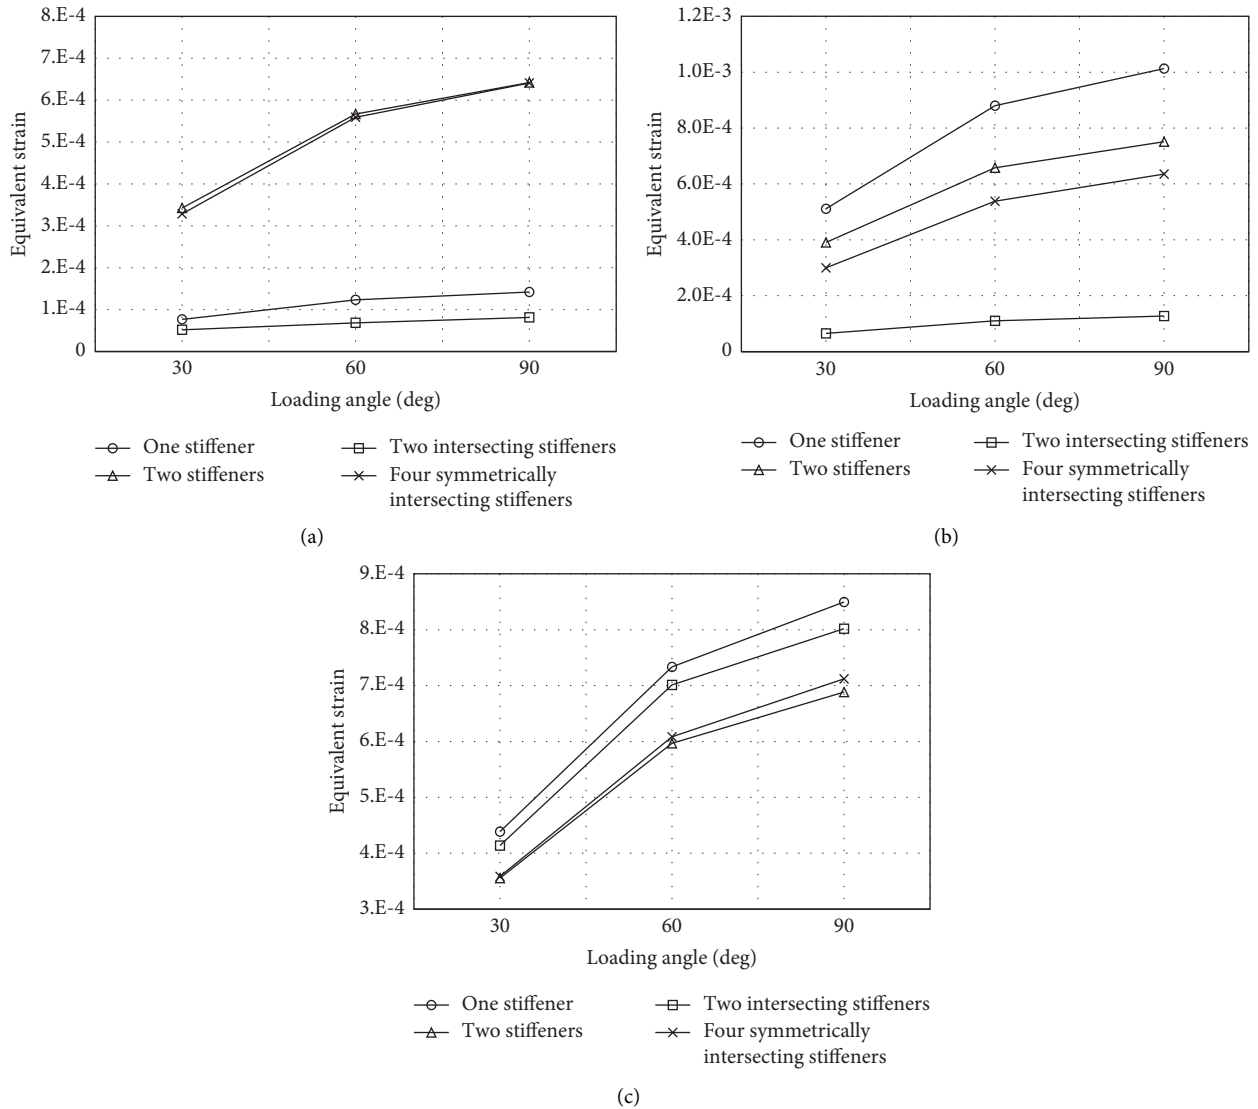 8.E-4
7.E-4
6.E-4
5.E-4
4.E-4
3.E-4
2.E-4
1.E-4
0
Equivalent strain
30 60 90
Loading angle (deg)
One stiffener
Two stiffeners
Two intersecting stiffeners
Four symmetrically
intersecting stiffeners
(a)
1.2E-3
1.0E-3
8.0E-4
6.0E-4
4.0E-4
2.0E-4
0
Equivalent strain
30 60 90
Loading angle (deg)
One stiffener
Two stiffeners
Two intersecting stiffeners
Four symmetrically
intersecting stiffeners
(b)
9.E-4
8.E-4
7.E-4
6.E-4
5.E-4
4.E-4
3.E-4
Equivalent strain
30 60 90
Loading angle (deg)
One stiffener
Two stiffeners
Two intersecting stiffeners
Four symmetrically
intersecting stiffeners
(c)